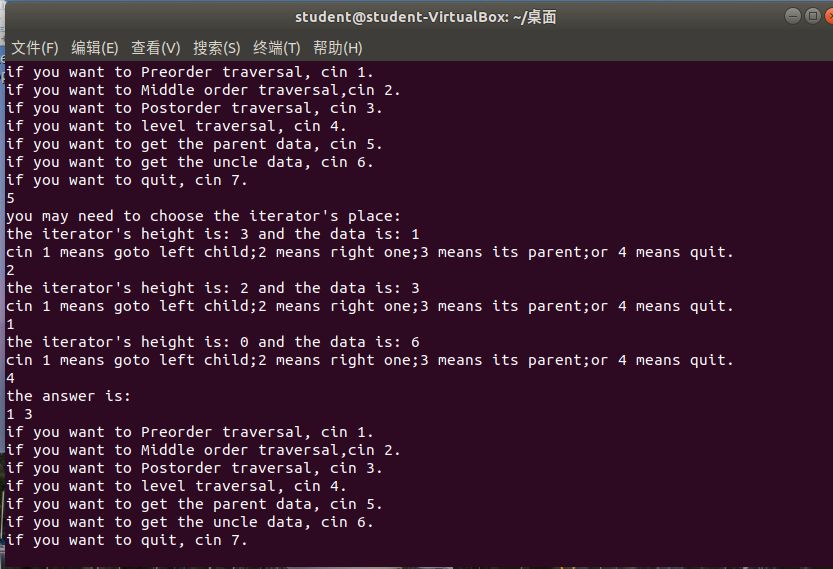 student@student-VirtualBox: ~/桌面
文件(F) 编辑(E) 查看(V) 搜索(S) 终端(T) 帮助(H)
if you want to Preorder traversal, cin 1.
if you want to Middle order traversal,cin 2.
if you want to Postorder traversal, cin 3.
if you want to level traversal, cin 4.
if you want to get the parent data, cin 5.
if you want to get the uncle data, cin 6.
if you want to quit, cin 7.
5
you may need to choose the iterator's place:
the iterator's height is: 3 and the data is: 1
cin 1 means goto left child;2 means right one;3 means its parent;or 4 means quit.
2
the iterator's height is: 2 and the data is: 3
cin 1 means goto left child;2 means right one;3 means its parent;or 4 means quit.
1
the iterator's height is: 0 and the data is: 6
cin 1 means goto left child;2 means right one;3 means its parent;or 4 means quit.
4
the answer is:
1 3
if you want to Preorder traversal, cin 1.
if you want to Middle order traversal,cin 2.
if you want to Postorder traversal, cin 3.
if you want to level traversal, cin 4.
if you want to get the parent data, cin 5.
if you want to get the uncle data, cin 6.
if you want to quit, cin 7.